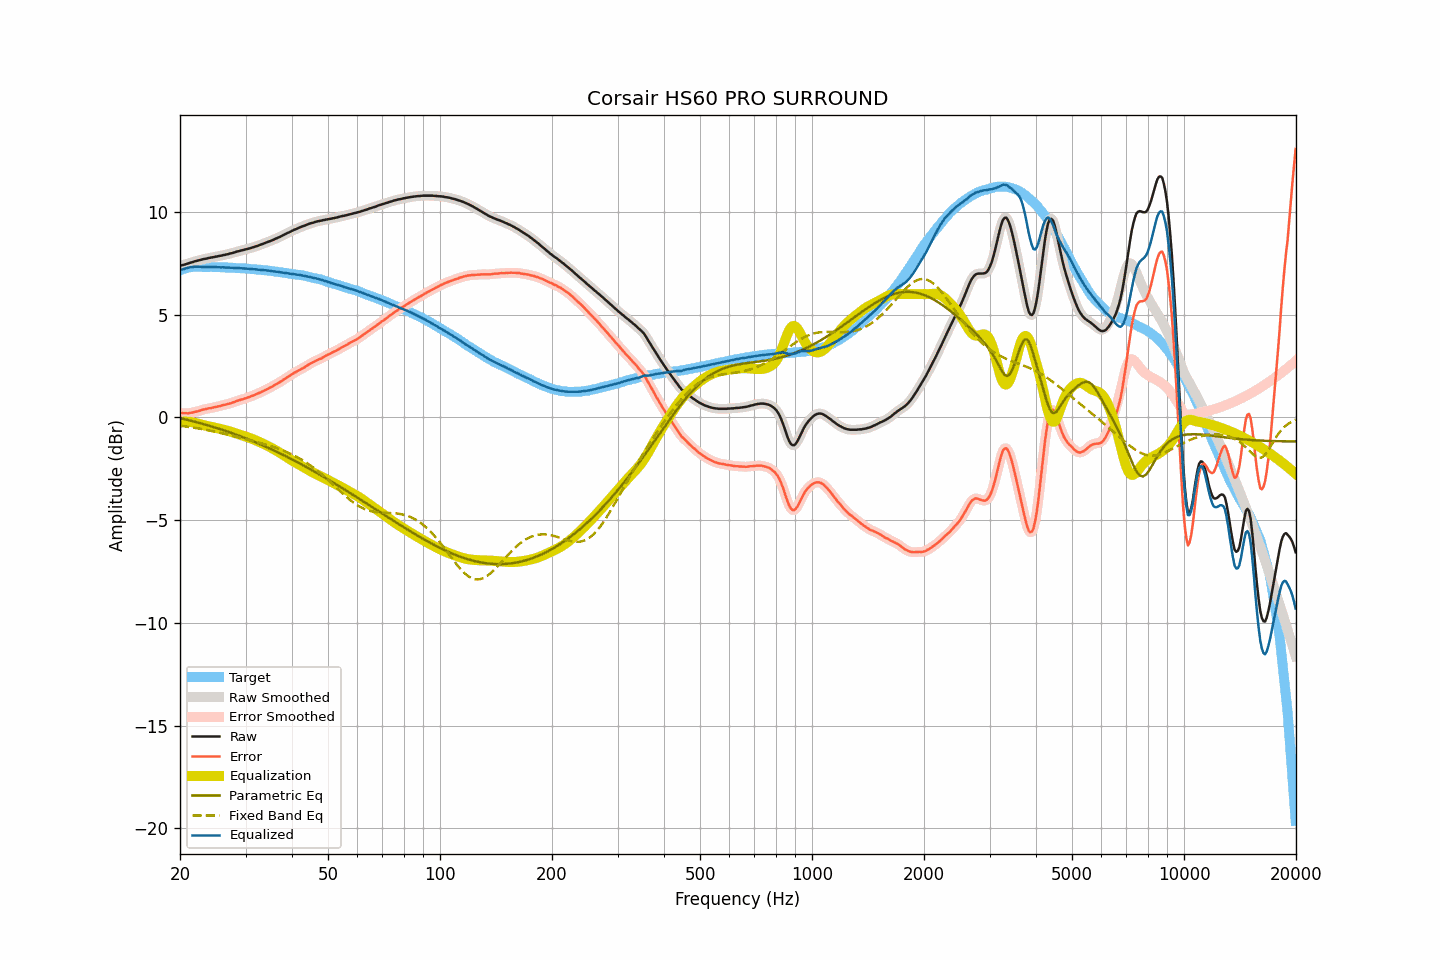 Corsair HS60 PRO SURROUND
Amplitude (dBr)
10
5
0
−5
−10
−15
−20
Target
Raw Smoothed
Error Smoothed
Raw
Error
Equalization
Parametric Eq
Fixed Band Eq
Equalized
20 50 100 200 500 1000 2000 5000 10000 20000
Frequency (Hz)